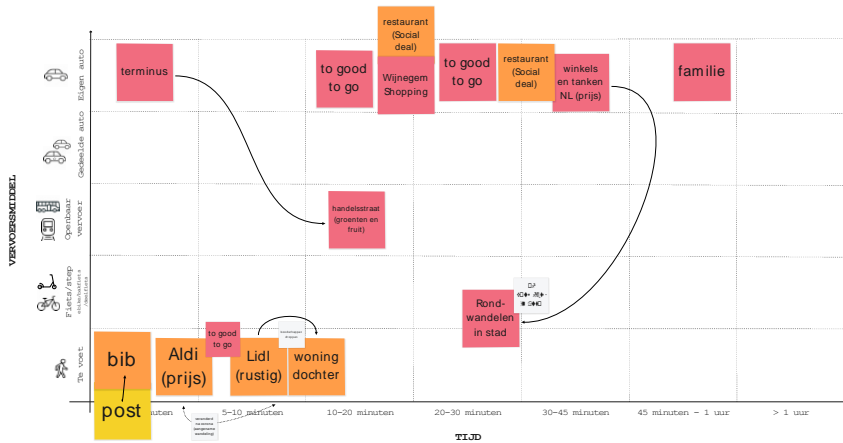 restaurant
(Social
deal)
Eigen auto
terminus
to good
to go
Wijnegem
Shopping
to good
to go
restaurant
(Social
deal)
winkels
en tanken
NL (prijs)
familie
Gedeelde auto
VERVOERSMIDDEL
Openbaar
vervoer
handelsstraat
(groenten en
fruit)
Fiets/step
Rond-
wandelen
in stad
Te voet
bib
Aldi
(prijs)
to good
to go
Lidl
(rustig)
woning
dochter
post
5-10 minuten
10-20 minuten
20-30 minuten
30-45 minuten
45 minuten - 1 uur
> 1 uur
TIJD